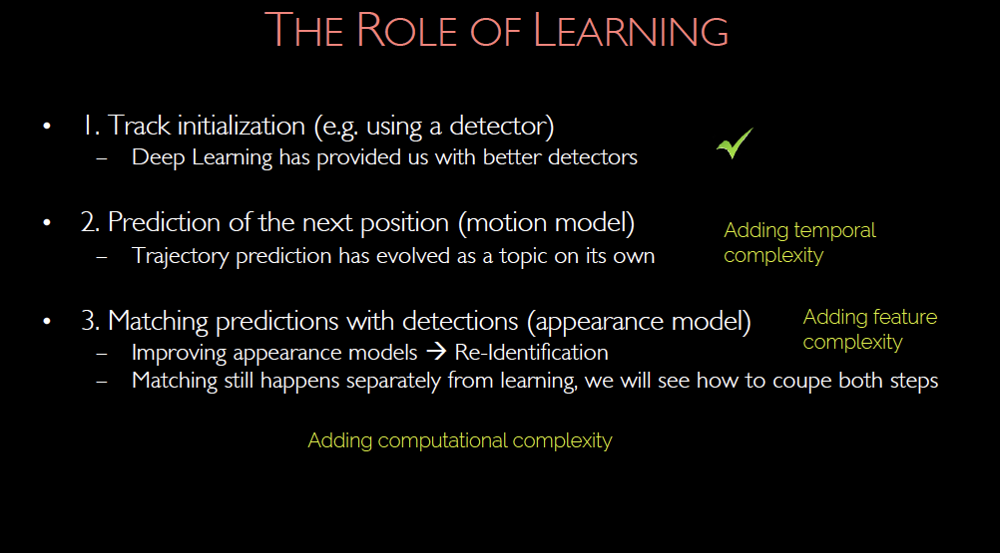 THE ROLE OF LEARNING
• 1. Track initialization (e.g. using a detector)
– Deep Learning has provided us with better detectors
• 2. Prediction of the next position (motion model)
– Trajectory prediction has evolved as a topic on its own
Adding temporal
complexity
• 3. Matching predictions with detections (appearance model)
– Improving appearance models → Re-Identification
– Matching still happens separately from learning, we will see how to coupe both steps
Adding feature
complexity
Adding computational complexity